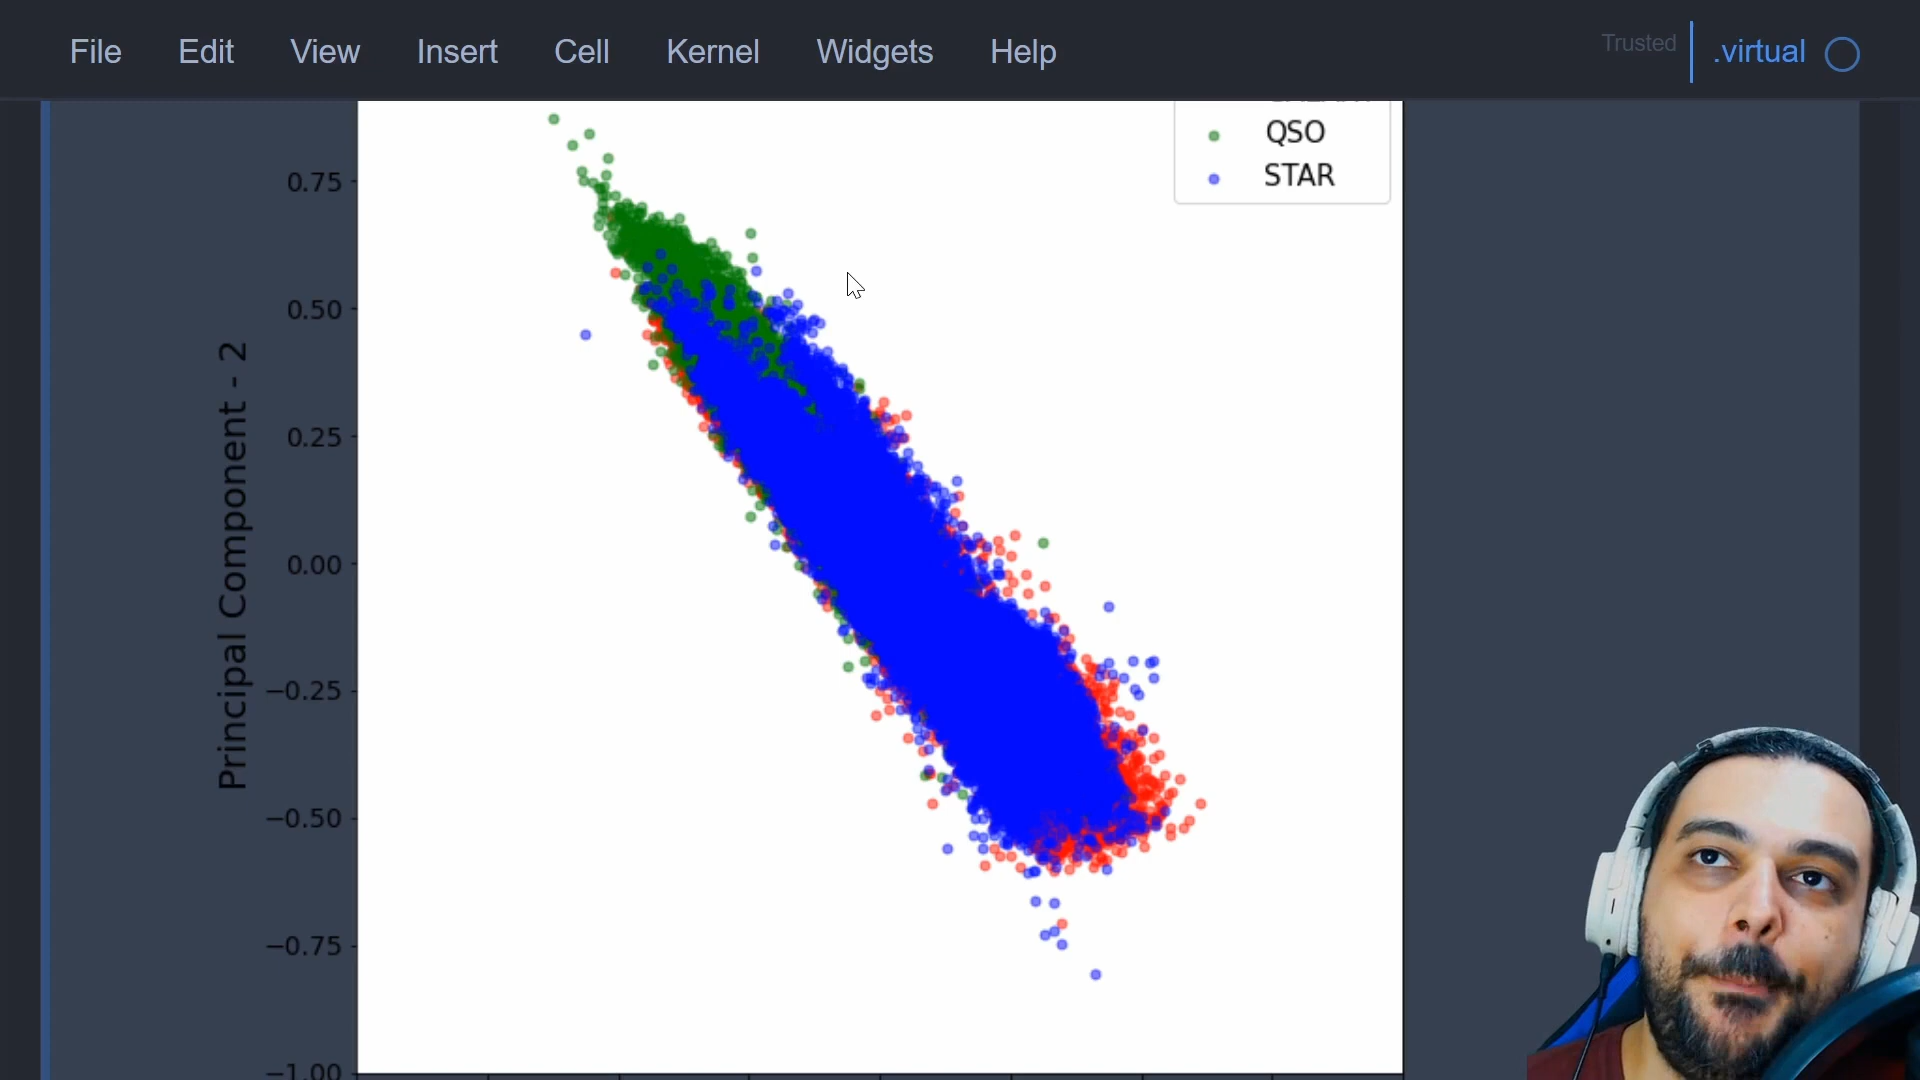 File Edit View Insert Cell Kernel Widgets Help Trusted .virtual
QSO
STAR
0.75
0.50
0.25
0.00
−0.25
−0.50
−0.75
−1.00
Principal Component - 2